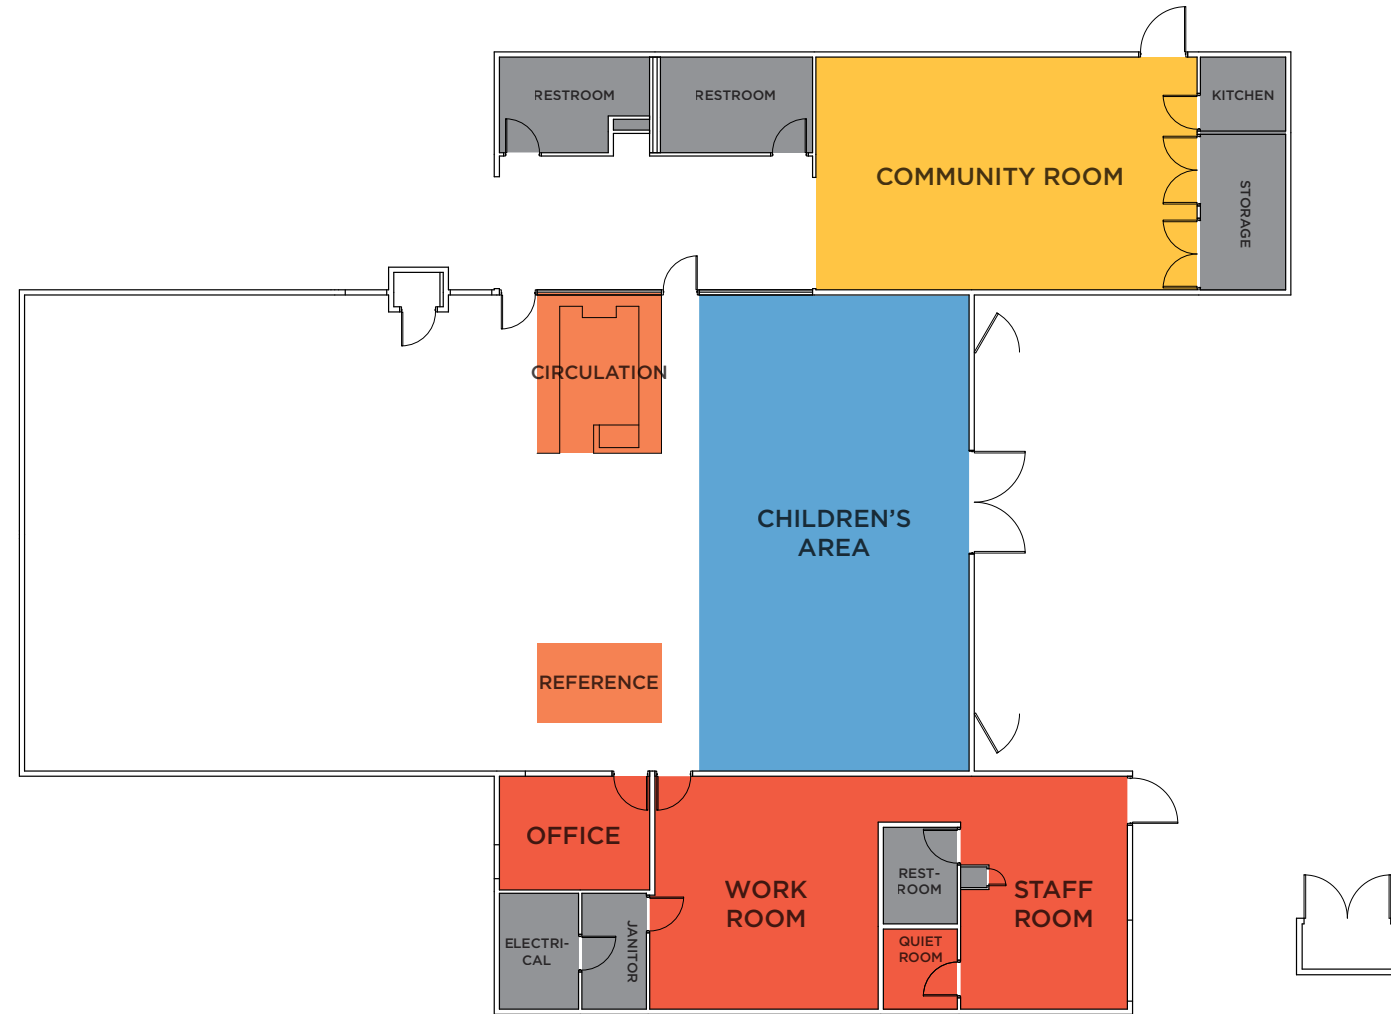 RESTROOM
RESTROOM
KITCHEN
COMMUNITY ROOM
STORAGE
CIRCULATION
CHILDREN’S
AREA
REFERENCE
OFFICE
WORK
ROOM
REST-
ROOM
STAFF
ROOM
ELECTRI-
CAL
JANITOR
QUIET
ROOM